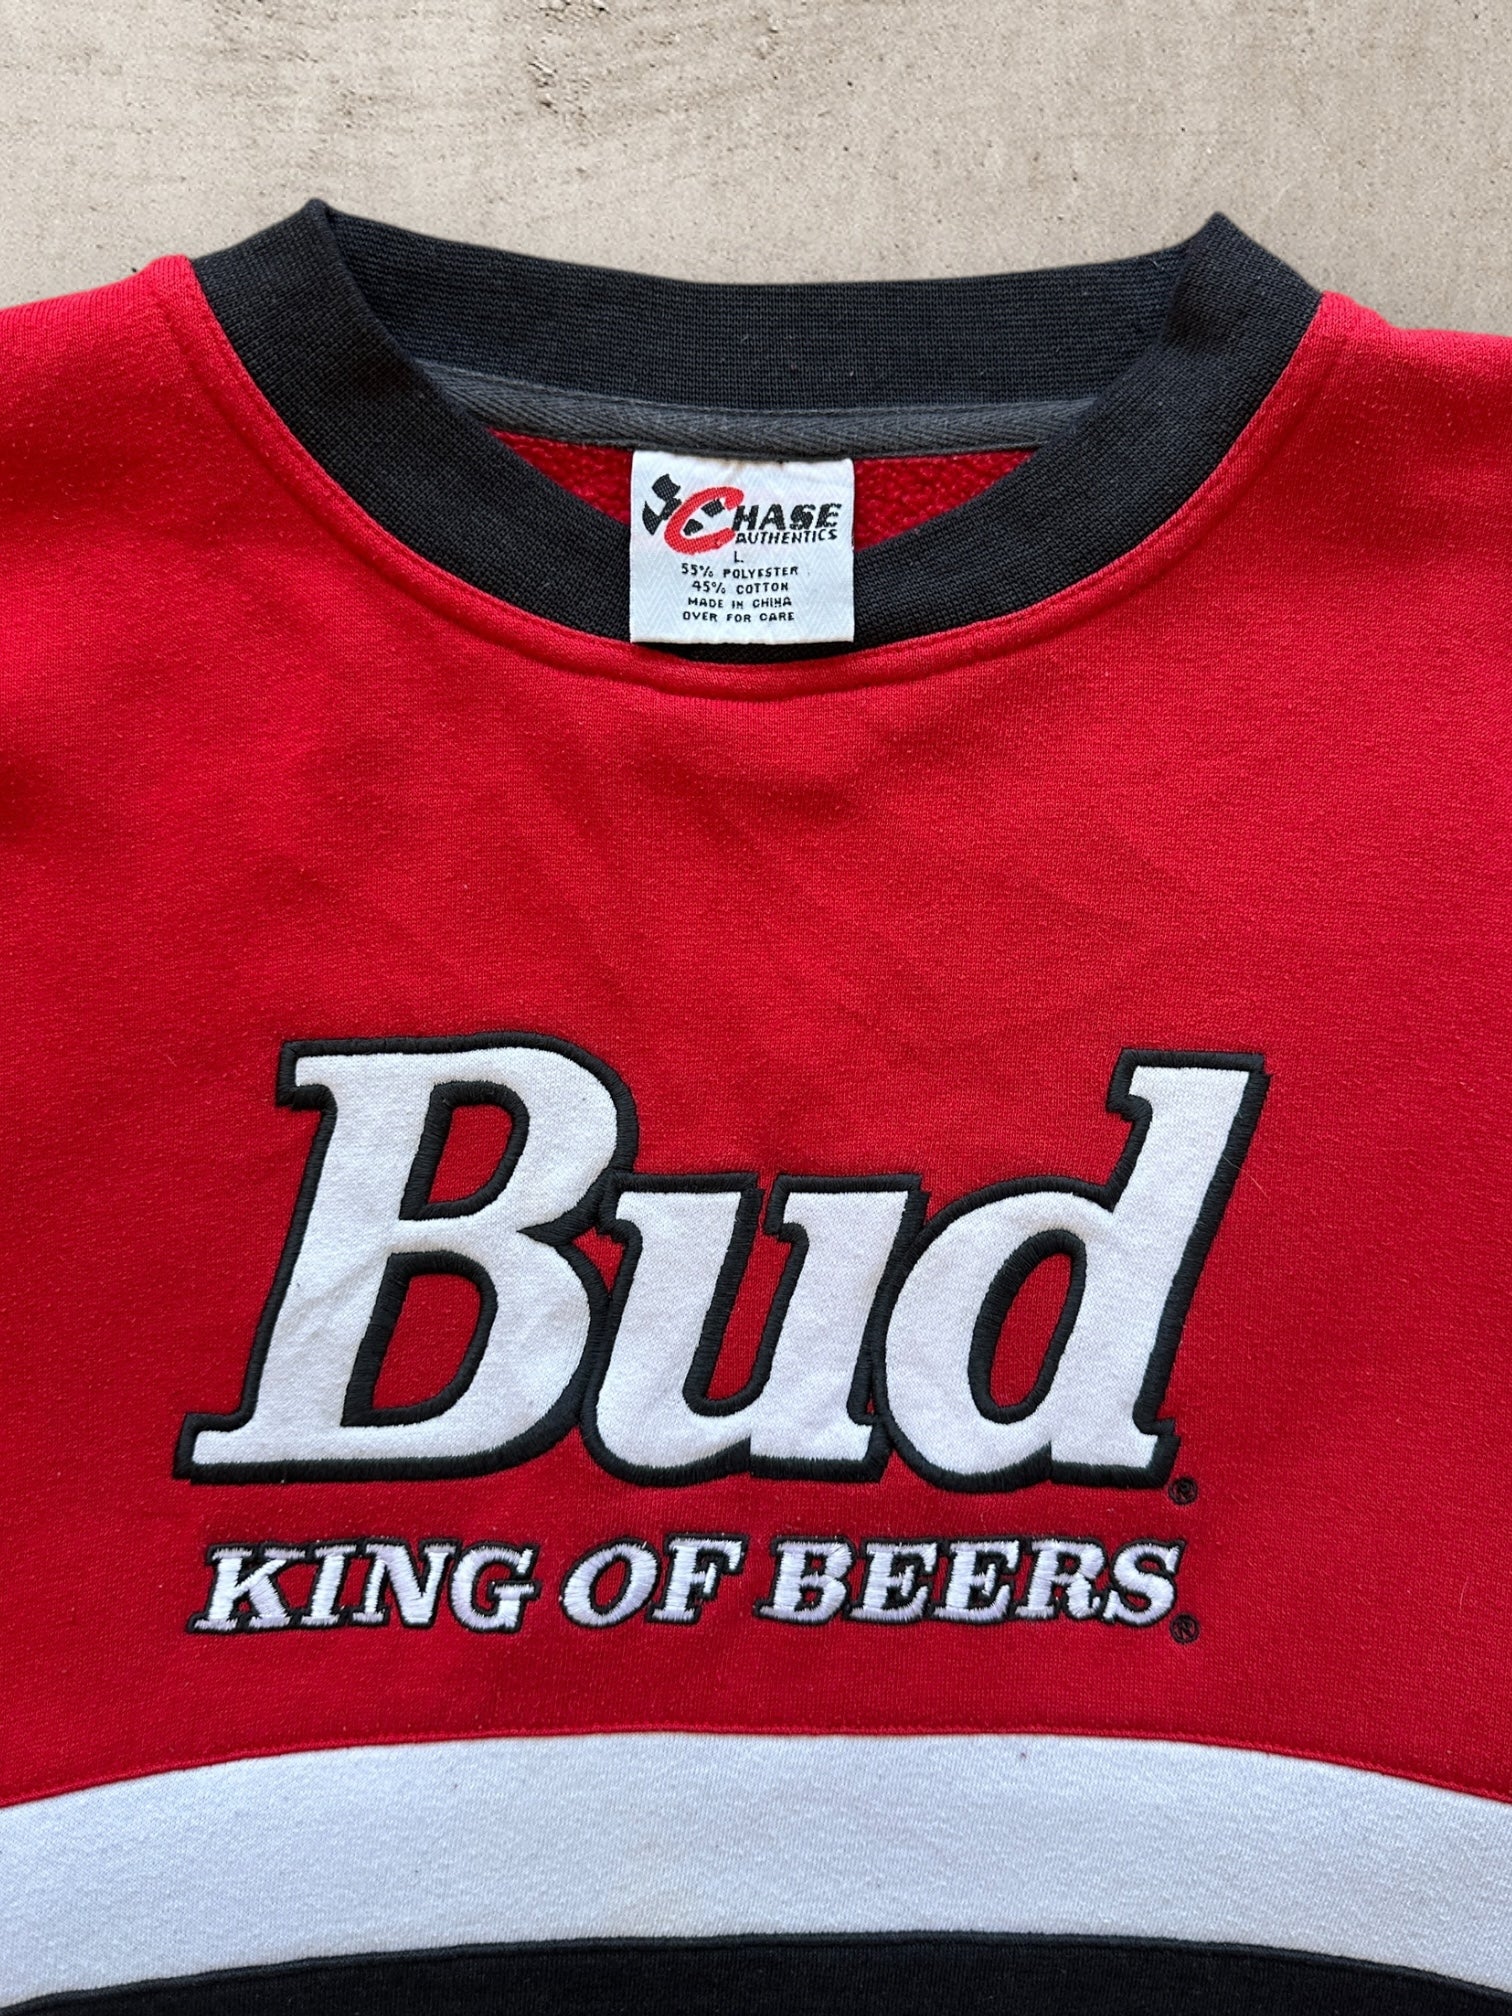 CHASE
AUTHENTICS
L
55% POLYESTER
45% COTTON
MADE IN CHINA
OVER FOR CARE
Bud®
KING OF BEERS®